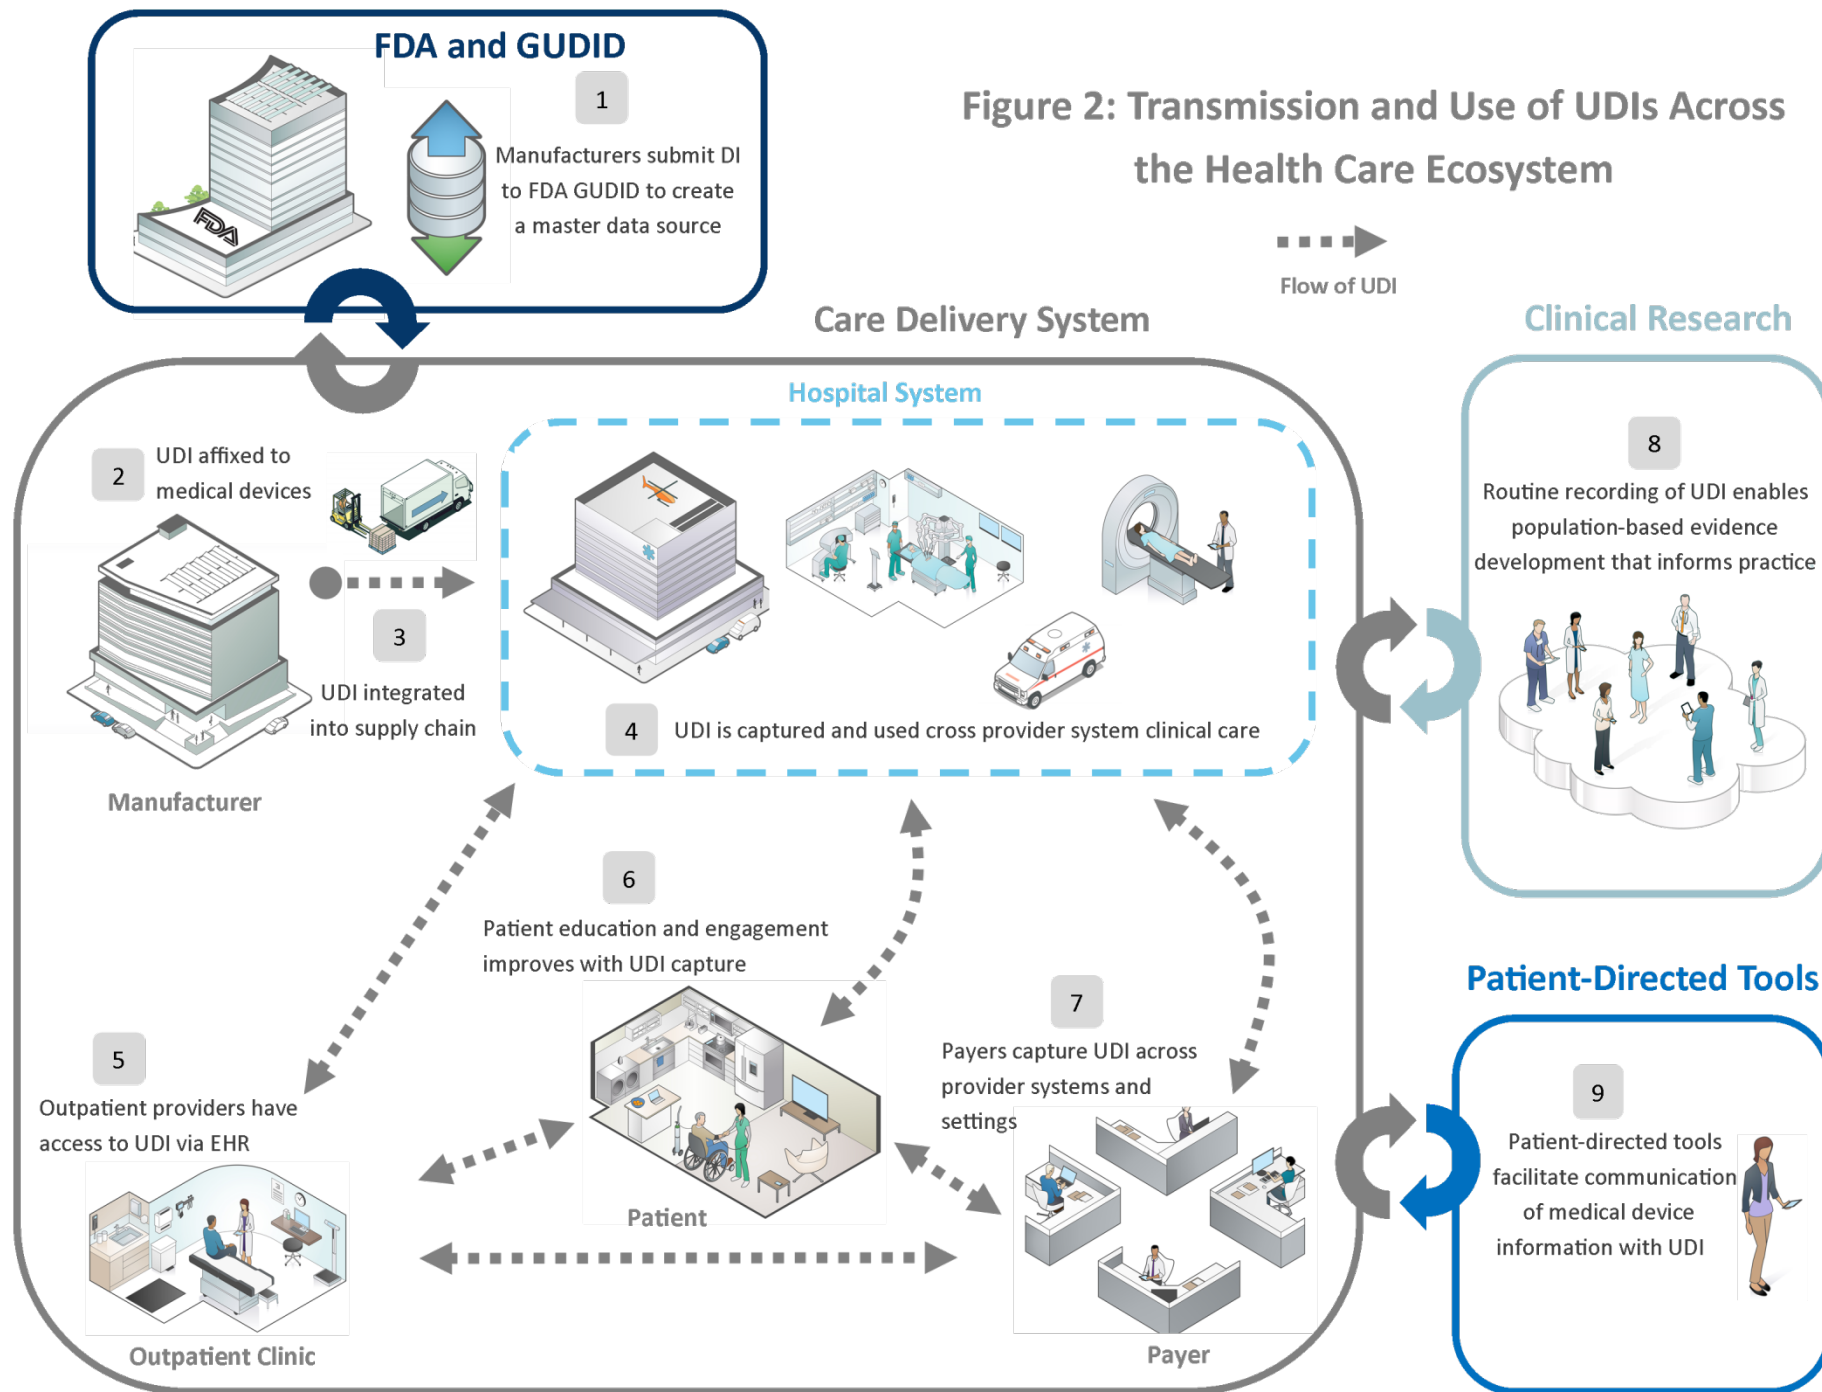 FDA and GUDID
1
Manufacturers submit DI
to FDA GUDID to create
a master data source
FDA
Figure 2: Transmission and Use of UDIs Across
the Health Care Ecosystem
Flow of UDI
Care Delivery System
Hospital System
2
UDI affixed to
medical devices
3
UDI integrated
into supply chain
Manufacturer
4
UDI is captured and used cross provider system clinical care
5
Outpatient providers have
access to UDI via EHR
Outpatient Clinic
6
Patient education and engagement
improves with UDI capture
Patient
7
Payers capture UDI across
provider systems and
settings
Payer
Clinical Research
8
Routine recording of UDI enables
population-based evidence
development that informs practice
Patient-Directed Tools
9
Patient-directed tools
facilitate communication
of medical device
information with UDI